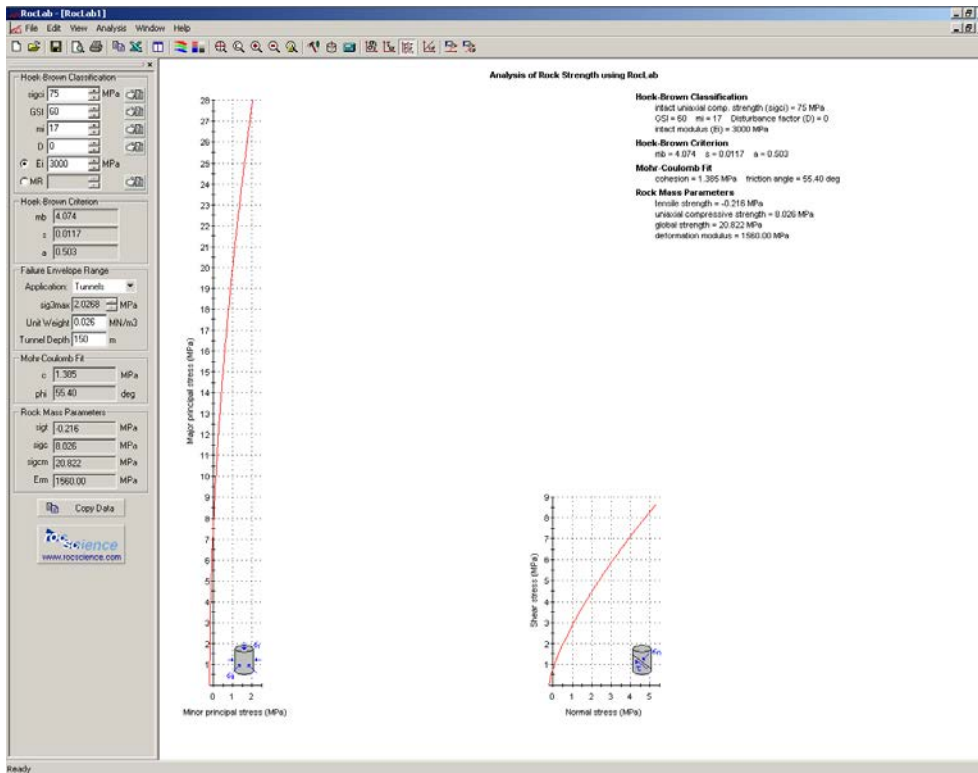 RocLab - [RocLab1]
File Edit View Analysis Window Help
Hoek-Brown Classification
sigci 75 MPa
GSI 60
mi 17
D 0
Ei 3000 MPa
MR
Hoek-Brown Criterion
mb 4.074
s 0.0117
a 0.503
Failure Envelope Range
Application: Tunnels
sig3max 2.0268 MPa
Unit Weight 0.026 MN/m3
Tunnel Depth 150 m
Mohr-Coulomb Fit
c 1.385 MPa
phi 55.40 deg
Rock Mass Parameters
sigt -0.216 MPa
sigc 8.026 MPa
sigcm 20.822 MPa
Erm 1560.00 MPa
Copy Data
rocscience
www.rocscience.com
Analysis of Rock Strength using RocLab
Hoek-Brown Classification
intact uniaxial comp. strength (sigci) = 75 MPa
GSI = 60 mi = 17 Disturbance factor (D) = 0
intact modulus (Ei) = 3000 MPa
Hoek-Brown Criterion
mb = 4.074 s = 0.0117 a = 0.503
Mohr-Coulomb Fit
cohesion = 1.385 MPa friction angle = 55.40 deg
Rock Mass Parameters
tensile strength = -0.216 MPa
uniaxial compressive strength = 8.026 MPa
global strength = 20.822 MPa
deformation modulus = 1560.00 MPa
Major principal stress (MPa)
28
27
26
25
24
23
22
21
20
19
18
17
16
15
14
13
12
11
10
9
8
7
6
5
4
3
2
1
0 1 2
Minor principal stress (MPa)
Shear stress (MPa)
9
8
7
6
5
4
3
2
1
0 1 2 3 4 5
Normal stress (MPa)
Ready